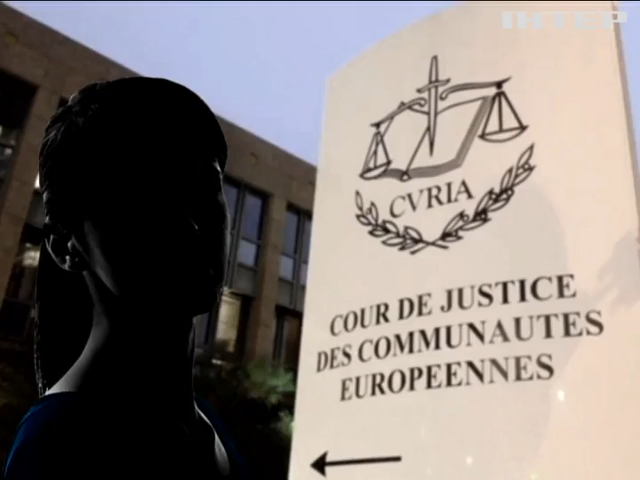 ІНТЕР
CVRIA
COUR DE JUSTICE
DES COMMUNAUTES
EUROPEENNES